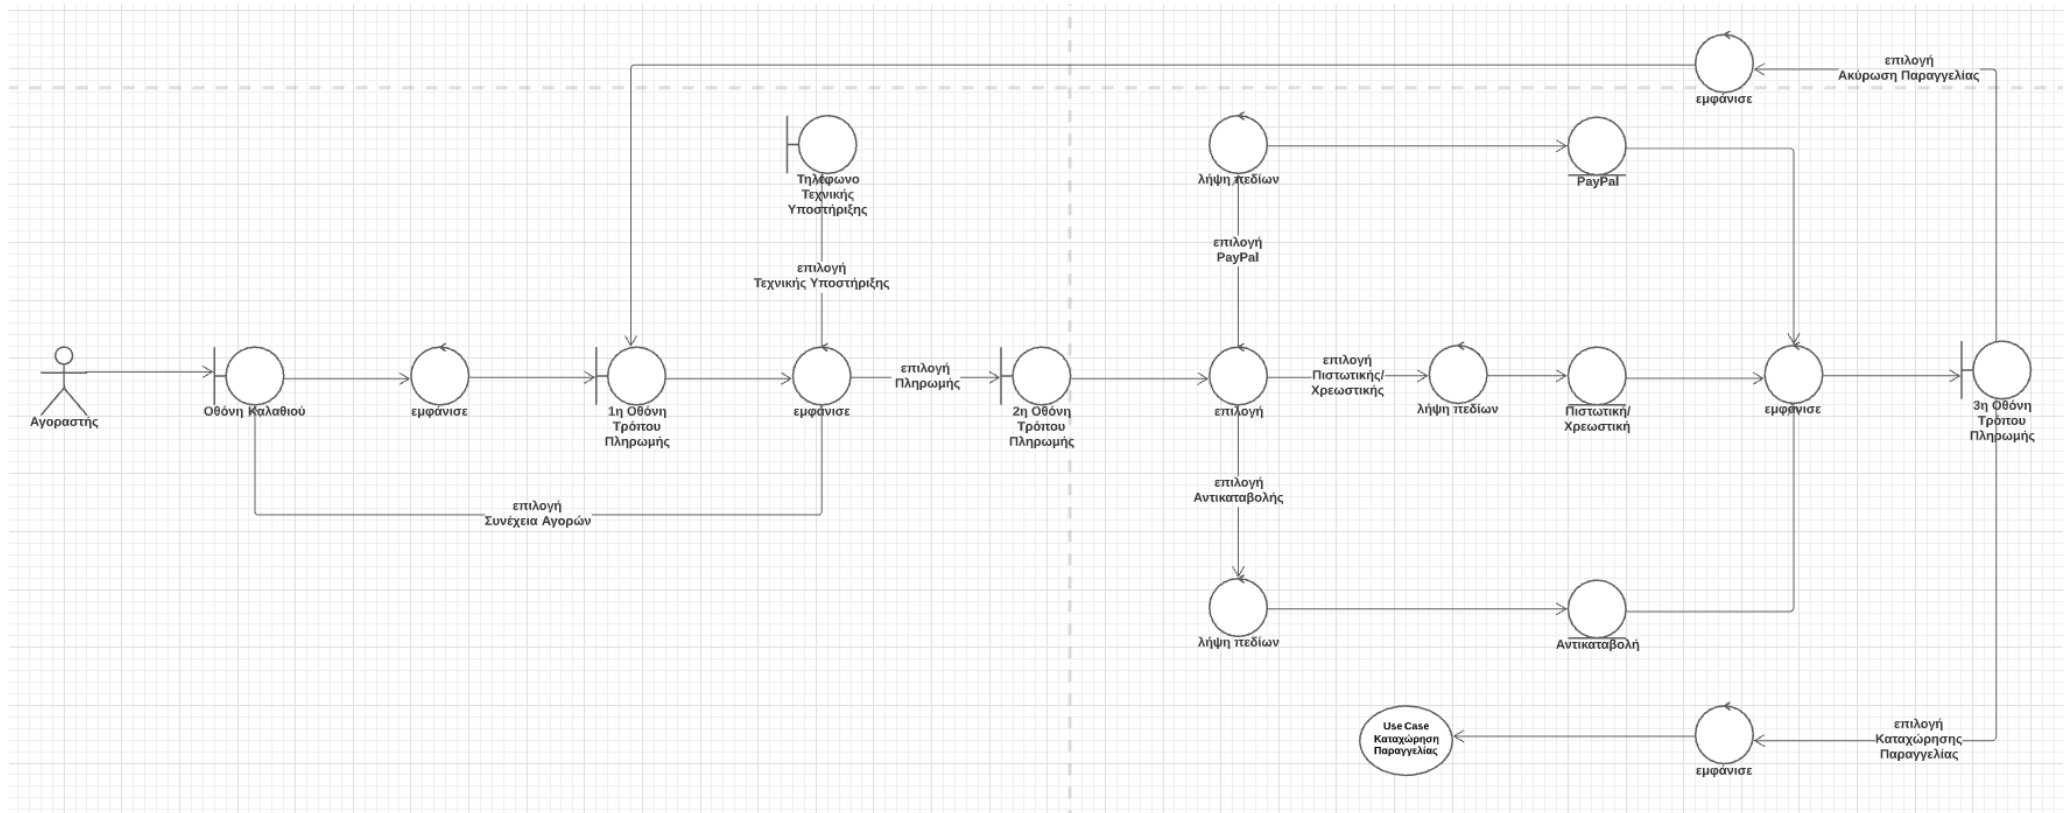 επιλογή
Ακύρωση Παραγγελίας
εμφάνισε
Τηλέφωνο
Τεχνικής
Υποστήριξης
λήψη πεδίων
PayPal
επιλογή
PayPal
επιλογή
Τεχνικής Υποστήριξης
Αγοραστής
Οθόνη Καλαθιού
εμφάνισε
1η Οθόνη
Τρόπου
Πληρωμής
εμφάνισε
επιλογή
Πληρωμής
2η Οθόνη
Τρόπου
Πληρωμής
επιλογή
επιλογή
Πιστωτικής/
Χρεωστικής
λήψη πεδίων
Πιστωτική/
Χρεωστική
εμφάνισε
3η Οθόνη
Τρόπου
Πληρωμής
επιλογή
Συνέχεια Αγορών
επιλογή
Αντικαταβολής
λήψη πεδίων
Αντικαταβολή
Use Case
Καταχώρηση
Παραγγελίας
εμφάνισε
επιλογή
Καταχώρησης
Παραγγελίας